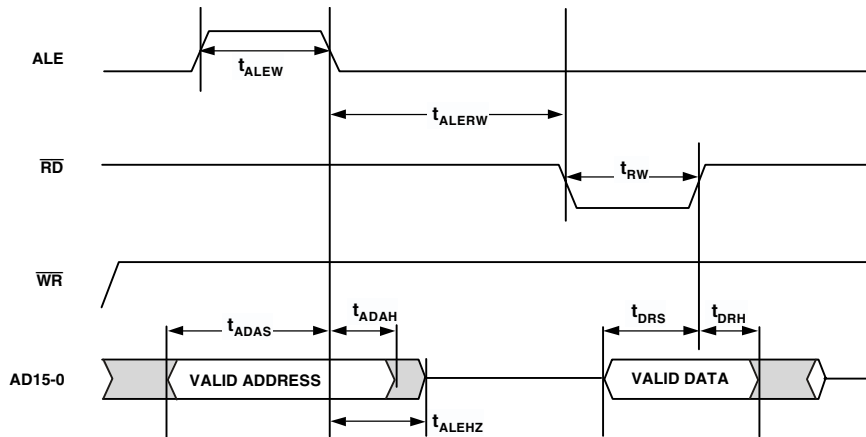 ALE
tALEW
tALERW
RD
tRW
WR
tADAS
tADAH
tDRS
tDRH
AD15-0
VALID ADDRESS
VALID DATA
tALEHZ